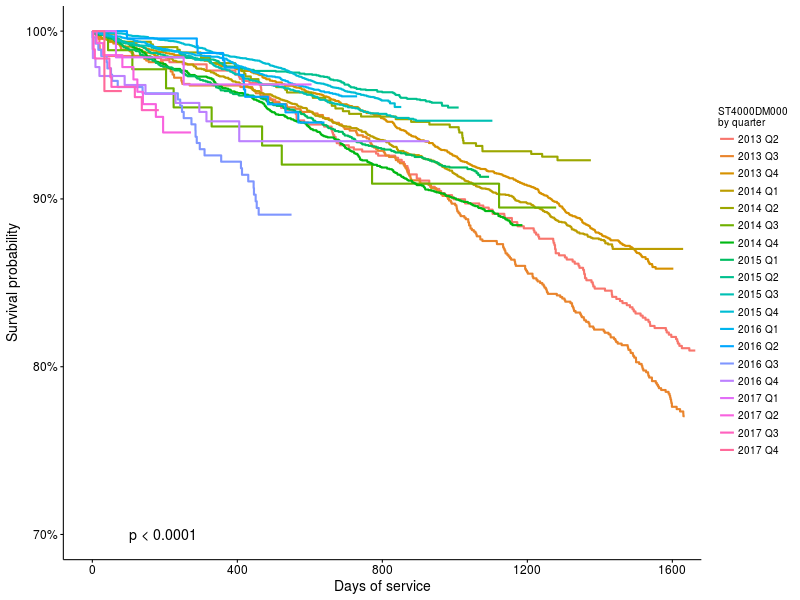 100%
90%
80%
70%
Survival probability
p < 0.0001
0
400
800
1200
1600
Days of service
ST4000DM000
by quarter
2013 Q2
2013 Q3
2013 Q4
2014 Q1
2014 Q2
2014 Q3
2014 Q4
2015 Q1
2015 Q2
2015 Q3
2015 Q4
2016 Q1
2016 Q2
2016 Q3
2016 Q4
2017 Q1
2017 Q2
2017 Q3
2017 Q4